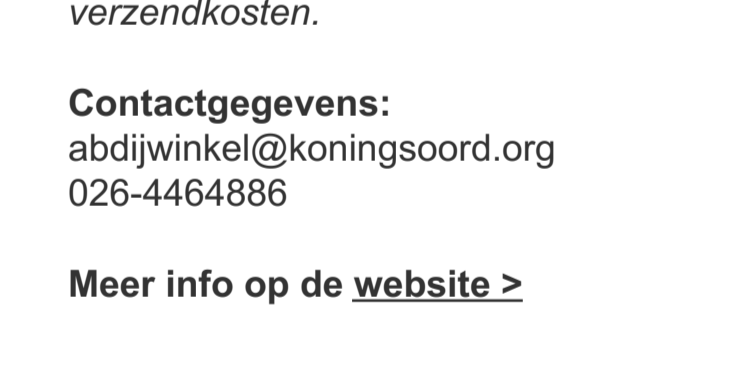 verzendkosten.
Contactgegevens:
abdijwinkel@koningsoord.org
026-4464886
Meer info op de website >